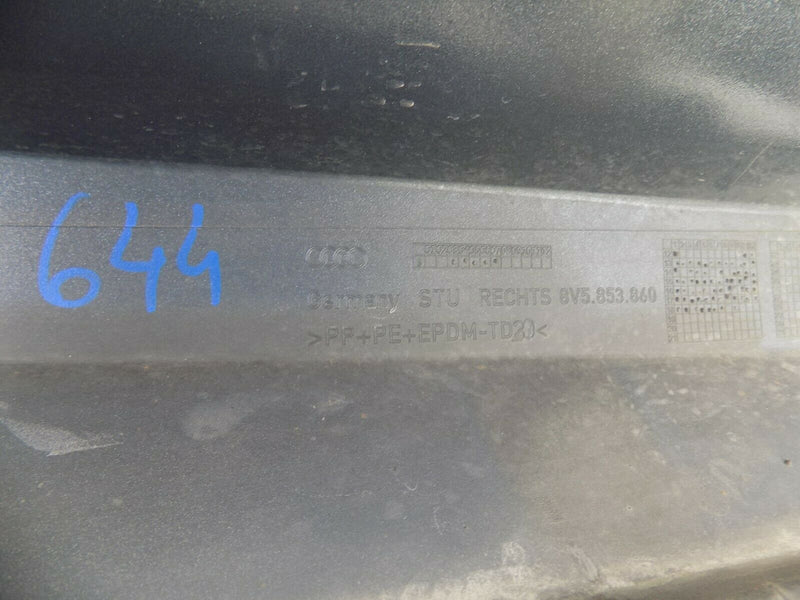 644
Germany STU RECHTS 8V5.853.860
>PP+PE+EPDM-TD20<